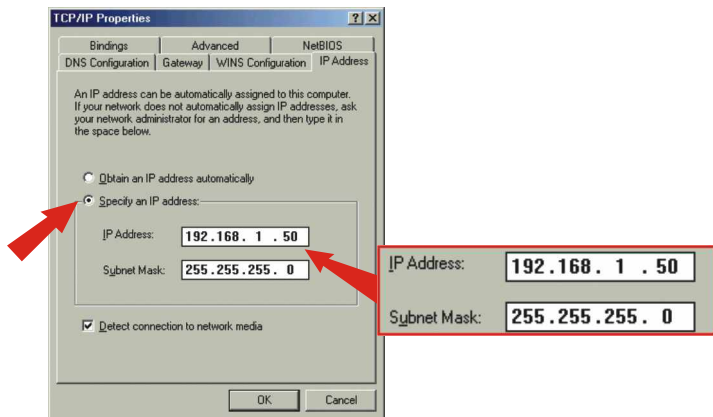 TCP/IP Properties
Bindings Advanced NetBIOS
DNS Configuration Gateway WINS Configuration IP Address
An IP address can be automatically assigned to this computer.
If your network does not automatically assign IP addresses, ask
your network administrator for an address, and then type it in
the space below.
Obtain an IP address automatically
Specify an IP address:
IP Address: 192.168. 1 .50
Subnet Mask: 255.255.255. 0
Detect connection to network media
OK Cancel
IP Address: 192.168. 1 .50
Subnet Mask: 255.255.255. 0